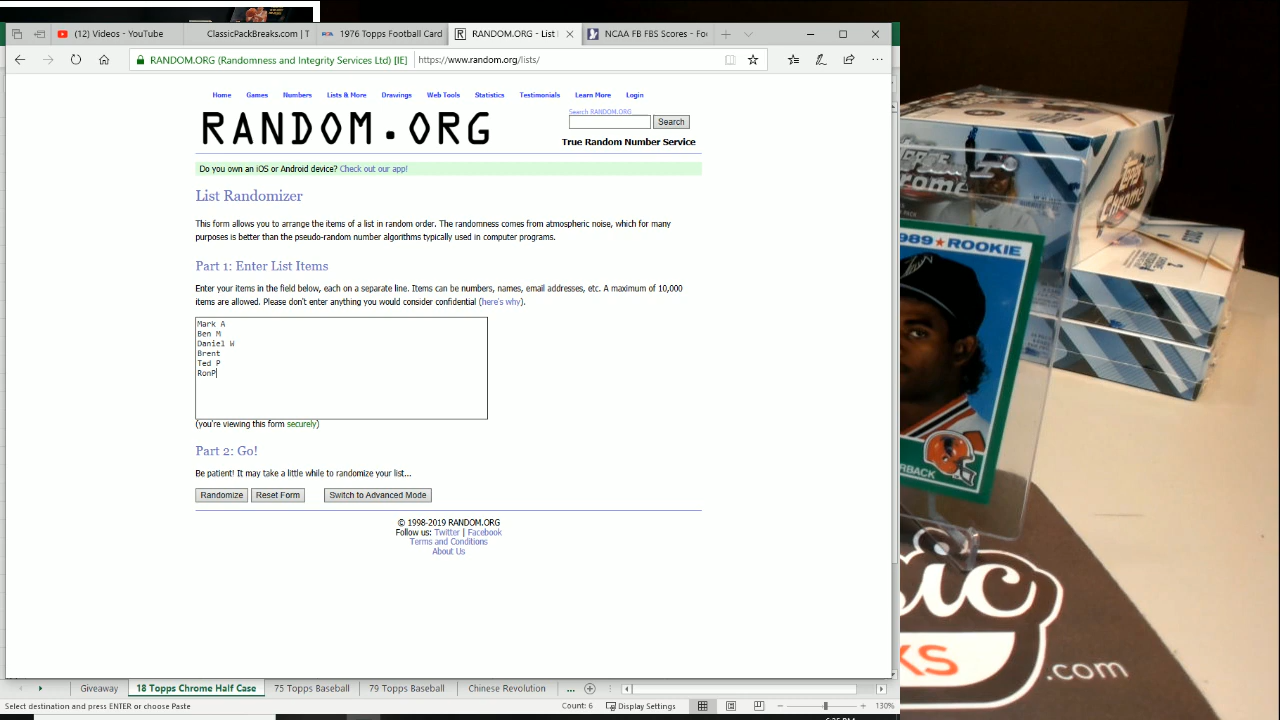 (12) Videos - YouTube
ClassicPackBreaks.com | T
1976 Topps Football Card
RANDOM.ORG - List
NCAA FB FBS Scores - Fo
RANDOM.ORG (Randomness and Integrity Services Ltd) [IE]
https://www.random.org/lists/
Home Games Numbers Lists & More Drawings Web Tools Statistics Testimonials Learn More Login
RANDOM.ORG
Search RANDOM.ORG
Search
True Random Number Service
Do you own an iOS or Android device? Check out our app!
List Randomizer
This form allows you to arrange the items of a list in random order. The randomness comes from atmospheric noise, which for many
purposes is better than the pseudo-random number algorithms typically used in computer programs.
Part 1: Enter List Items
Enter your items in the field below, each on a separate line. Items can be numbers, names, email addresses, etc. A maximum of 10,000
items are allowed. Please don't enter anything you would consider confidential (here's why).
Mark A
Ben M
Daniel W
Brent
Ted P
RonP
(you're viewing this form securely)
Part 2: Go!
Be patient! It may take a little while to randomize your list...
Randomize Reset Form Switch to Advanced Mode
© 1998-2019 RANDOM.ORG
Follow us: Twitter | Facebook
Terms and Conditions
About Us
Giveaway 18 Topps Chrome Half Case 75 Topps Baseball 79 Topps Baseball Chinese Revolution ...
Select destination and press ENTER or choose Paste
Count: 6
Display Settings
130%
Topps
Chrome
Topps
Chrome
989 ★ ROOKIE
RBACK
sic
KS
.com